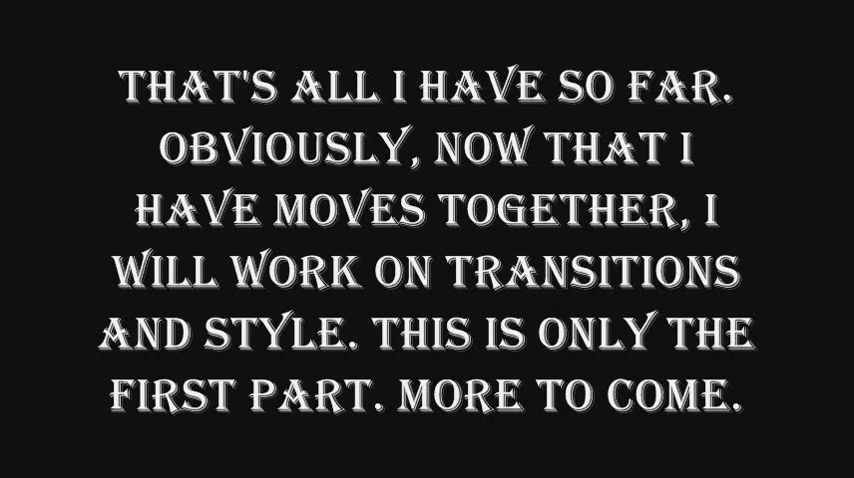 THAT'S ALL I HAVE SO FAR.
OBVIOUSLY, NOW THAT I
HAVE MOVES TOGETHER, I
WILL WORK ON TRANSITIONS
AND STYLE. THIS IS ONLY THE
FIRST PART. MORE TO COME.